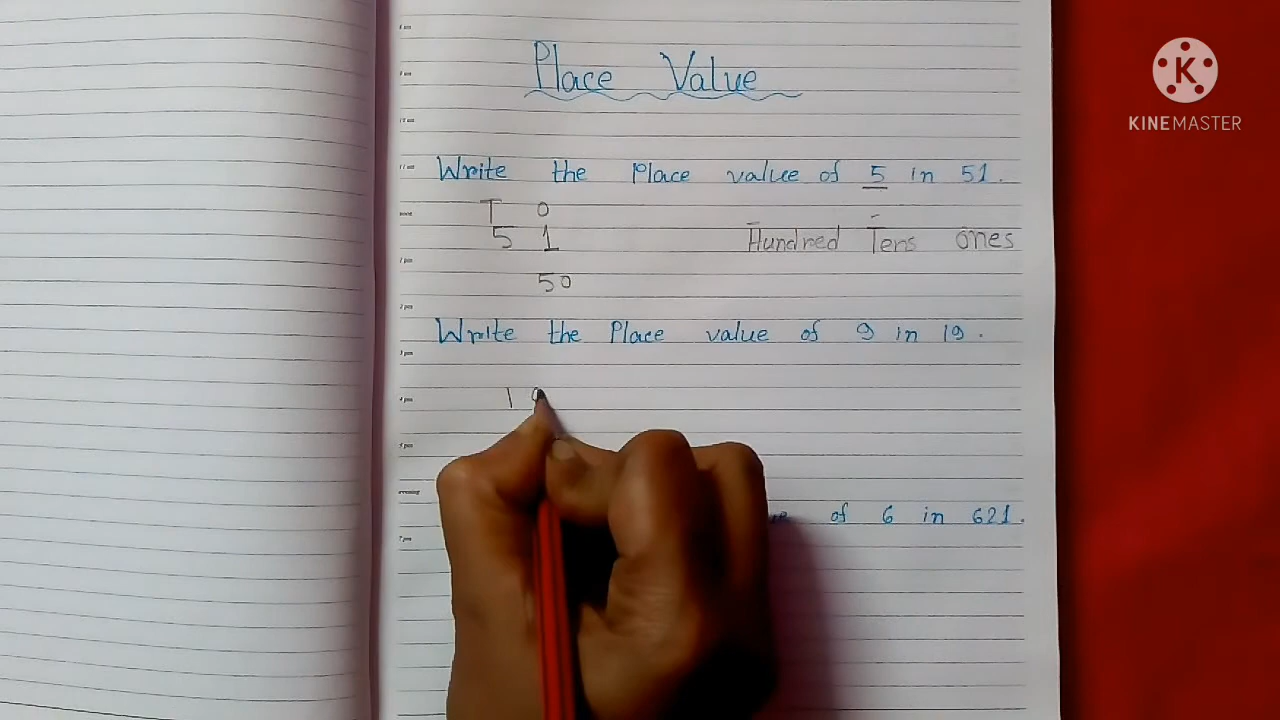 Place Value
Write the Place value of 5 in 51.
T O
5 1
Hundred Tens ones
50
Write the Place value of 9 in 19.
1 9
of 6 in 621.
KINEMASTER